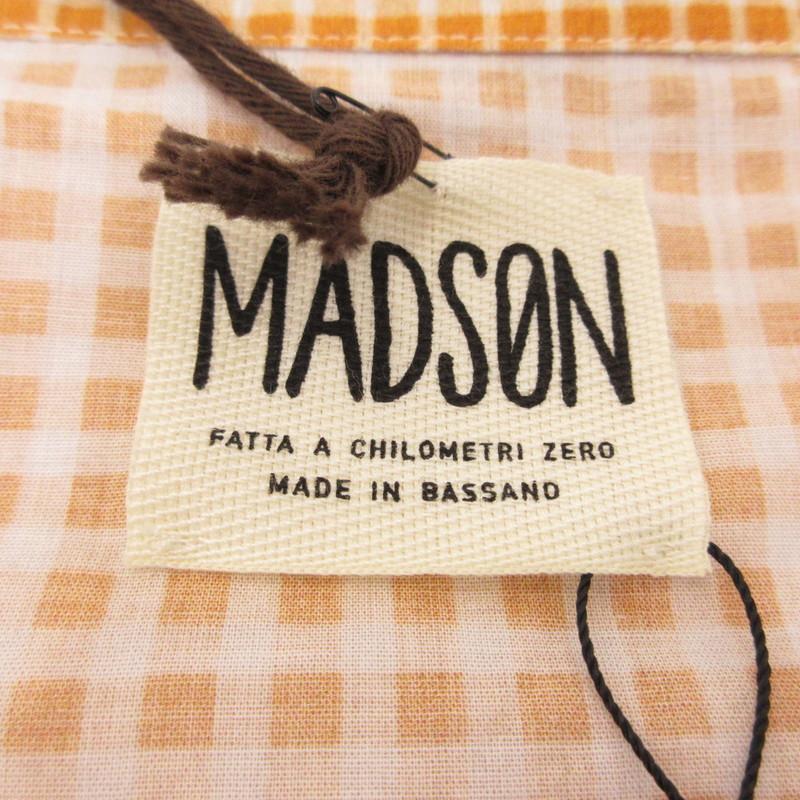 MADSØN
FATTA A CHILOMETRI ZERO
MADE IN BASSANO